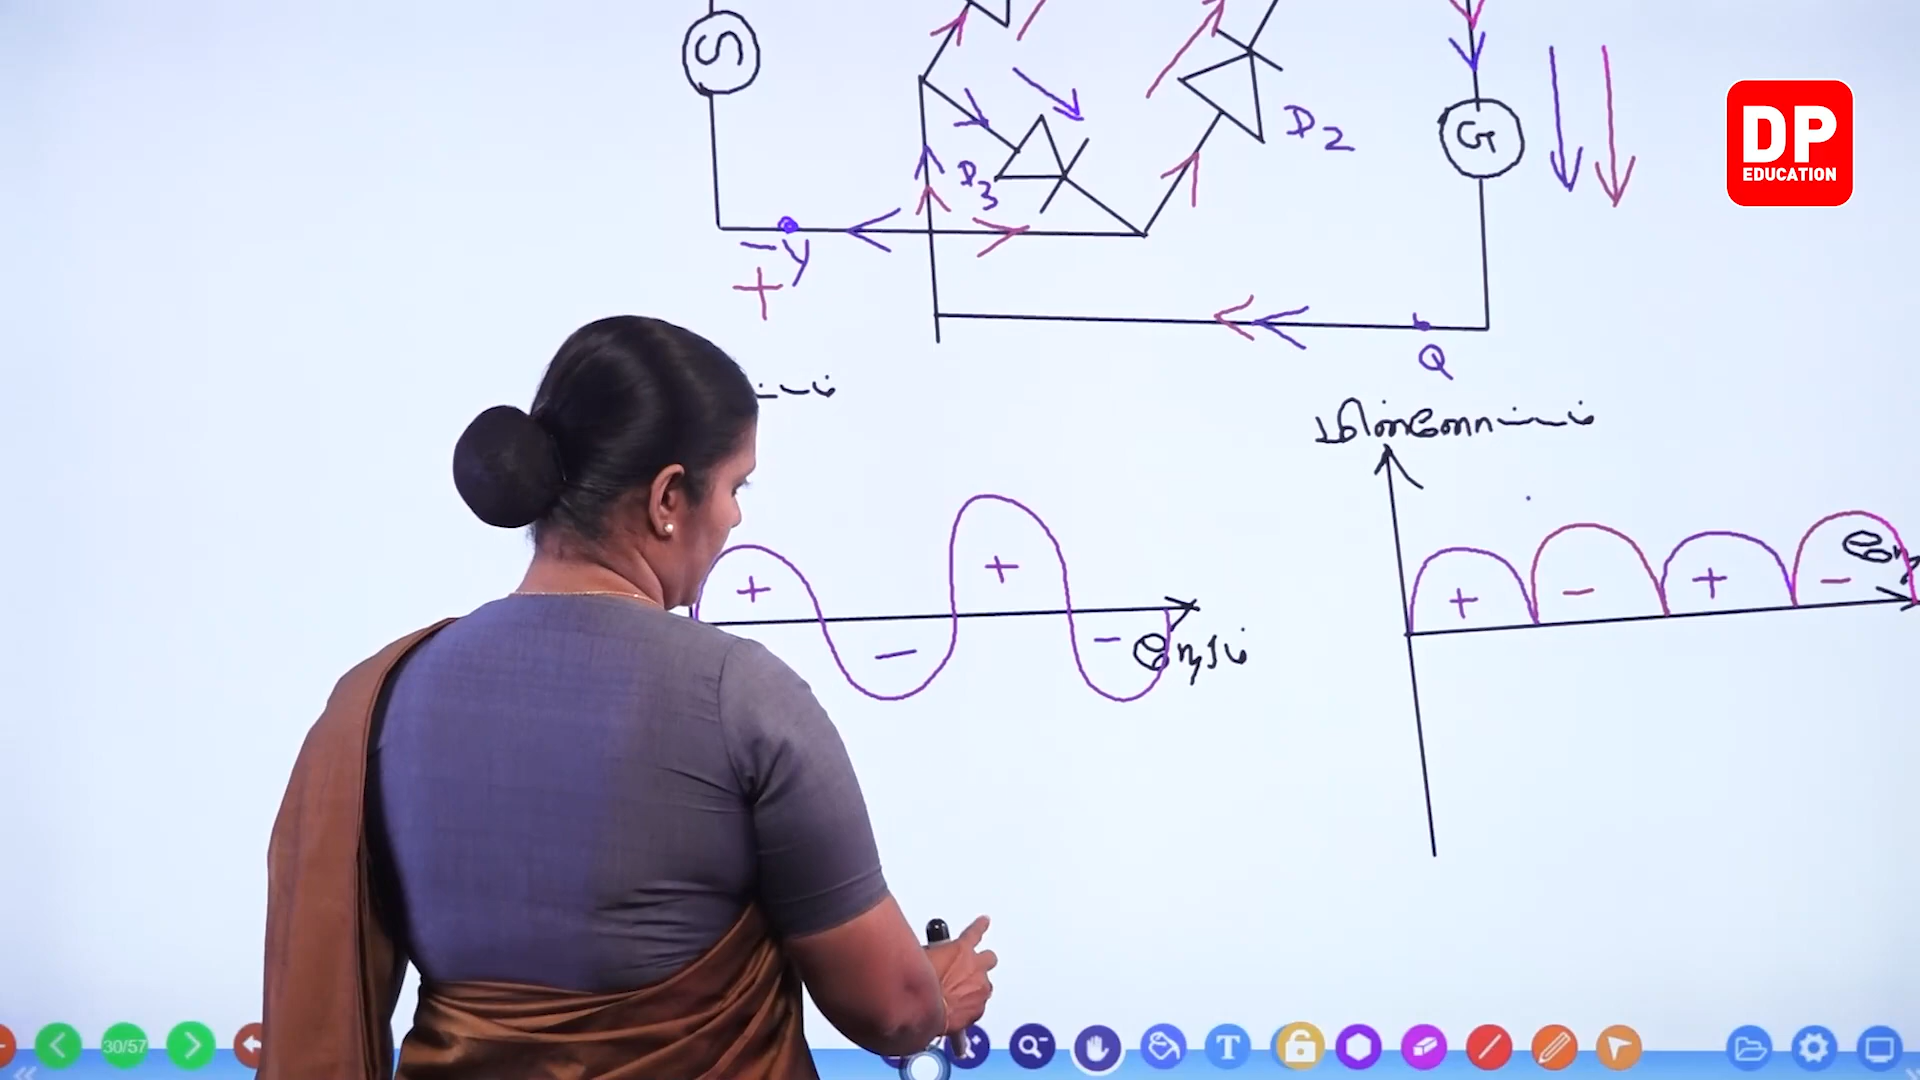 S
G
D2
DP
EDUCATION
D3
- y
+
Q
மின்னோட்டம்
+
-
+
-
நேரம்
+
-
+
-
30/57
T